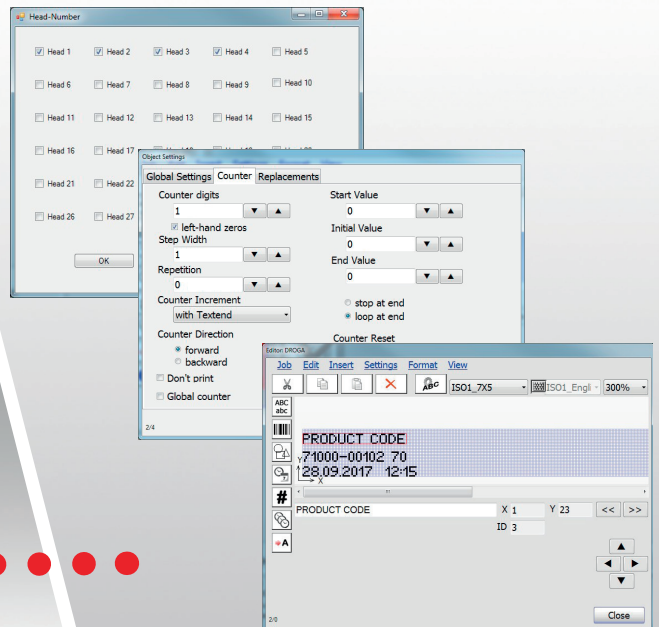 Head-Number
Head 1 Head 2 Head 3 Head 4 Head 5
Head 6 Head 7 Head 8 Head 9 Head 10
Head 11 Head 12 Head 13 Head 14 Head 15
Head 16 Head 17
Head 21 Head 22
Head 26 Head 27
OK
Object Settings
Global Settings Counter Replacements
Counter digits
1
left-hand zeros
Step Width
1
Repetition
0
Counter Increment
with Textend
Counter Direction
forward
backward
Don't print
Global counter
2/4
Start Value
0
Initial Value
0
End Value
0
stop at end
loop at end
Counter Reset
Editor: DROGA
Job Edit Insert Settings Format View
ABC ISO1_7X5 ISO1_Engli 300%
ABC
abc
PRODUCT CODE
71000-00102 70
28.09.2017 12:15
Y
X
#
A
PRODUCT CODE X 1 Y 23 << >>
ID 3
2/0
Close